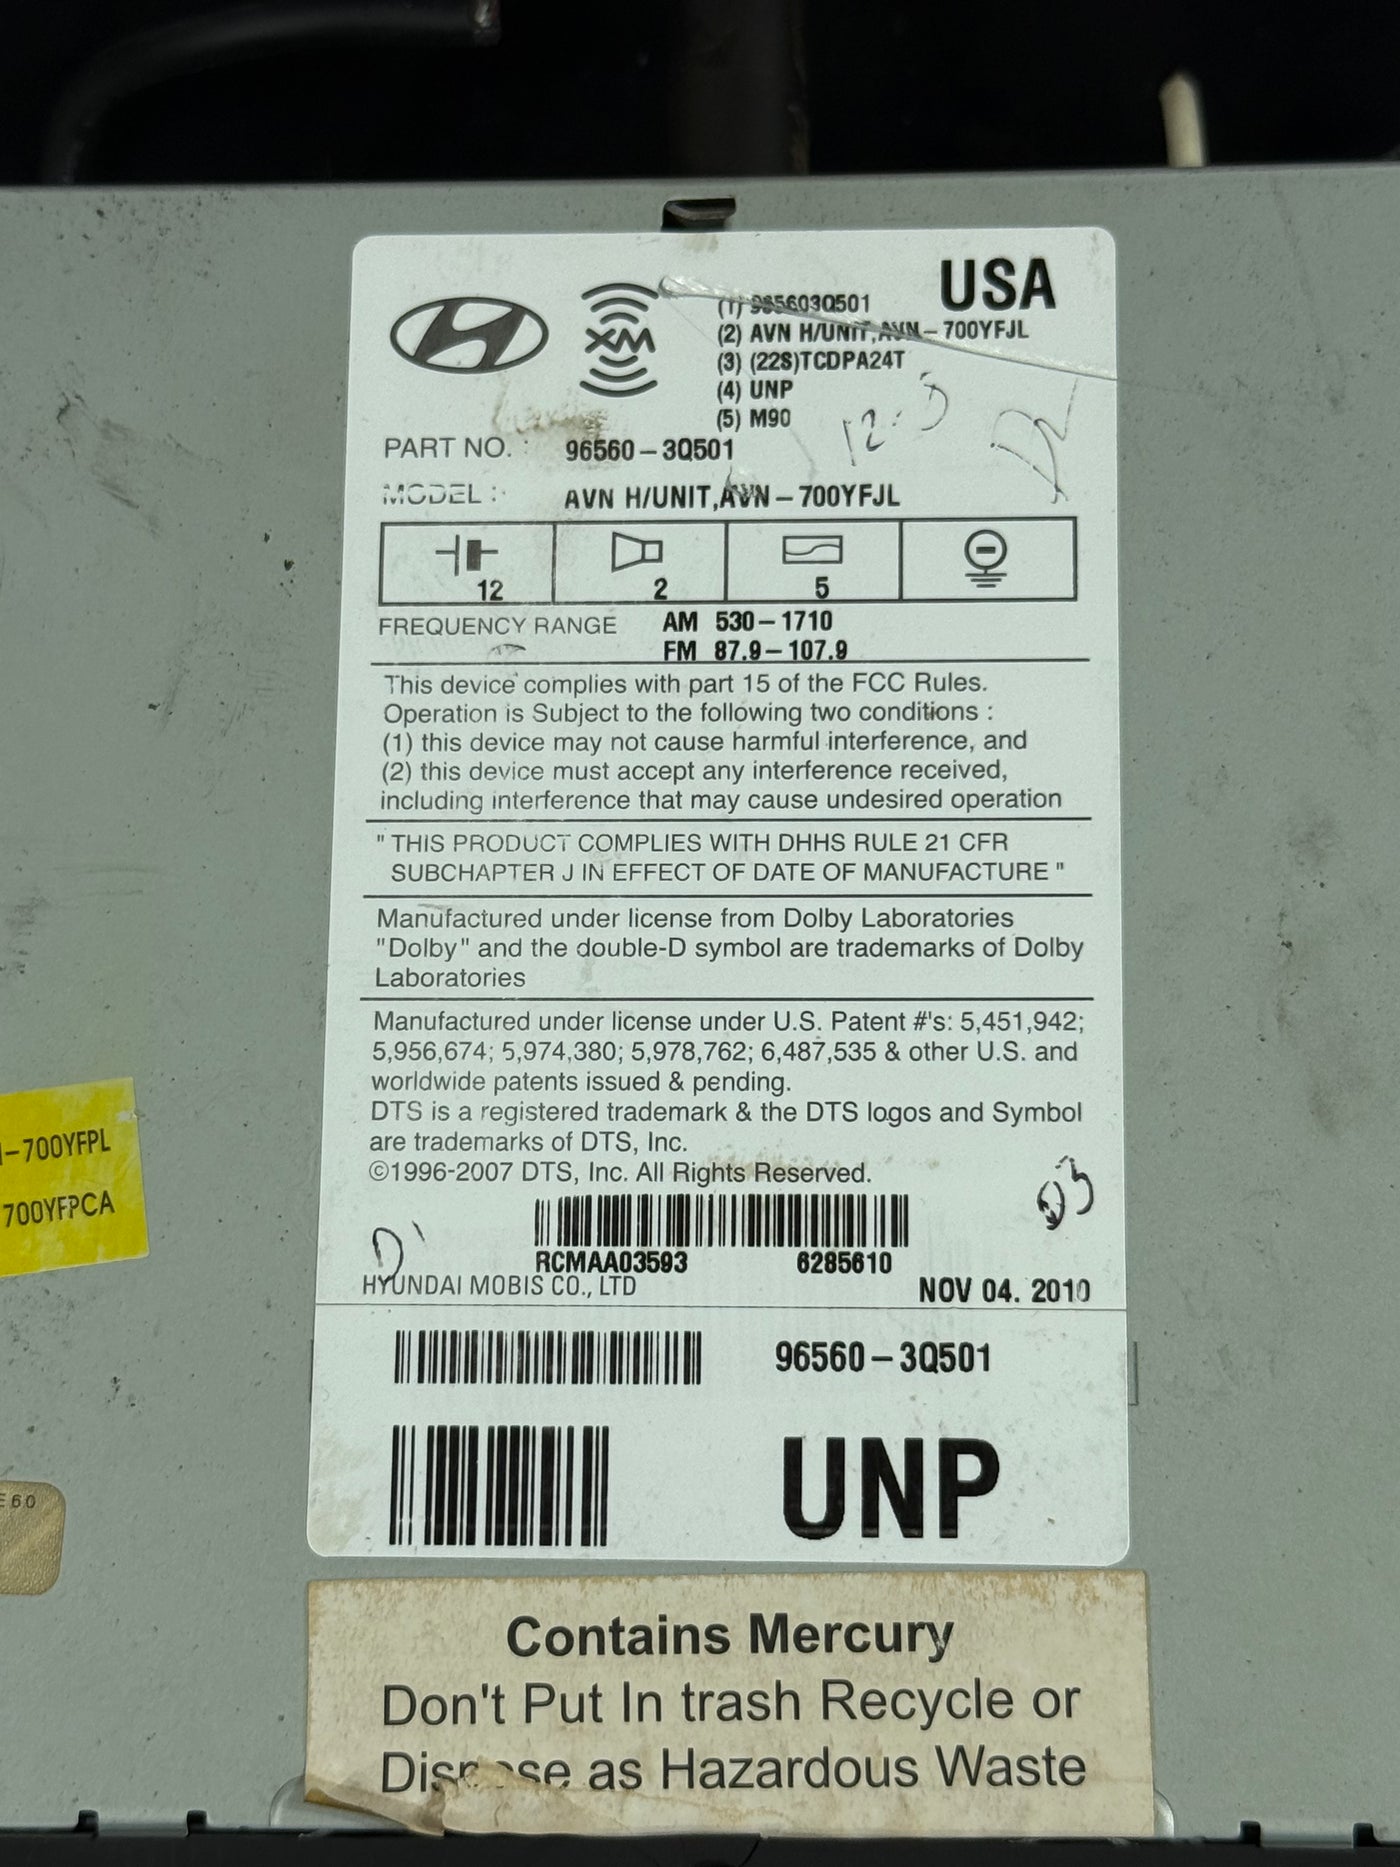 USA
XM
(1) 965603Q501
(2) AVN H/UNIT,AVN-700YFJL
(3) (228)TCDPA24T
(4) UNP
(5) M90
12
PART NO. : 96560-3Q501
MODEL : AVN H/UNIT,AVN-700YFJL
12 2 5
FREQUENCY RANGE AM 530-1710
FM 87.9-107.9
This device complies with part 15 of the FCC Rules.
Operation is Subject to the following two conditions :
(1) this device may not cause harmful interference, and
(2) this device must accept any interference received,
including interference that may cause undesired operation
" THIS PRODUCT COMPLIES WITH DHHS RULE 21 CFR
SUBCHAPTER J IN EFFECT OF DATE OF MANUFACTURE "
Manufactured under license from Dolby Laboratories
"Dolby" and the double-D symbol are trademarks of Dolby
Laboratories
Manufactured under license under U.S. Patent #'s: 5,451,942;
5,956,674; 5,974,380; 5,978,762; 6,487,535 & other U.S. and
worldwide patents issued & pending.
DTS is a registered trademark & the DTS logos and Symbol
are trademarks of DTS, Inc.
©1996-2007 DTS, Inc. All Rights Reserved.
RCMAA03593 6285610
HYUNDAI MOBIS CO., LTD NOV 04. 2010
96560-3Q501
UNP
Contains Mercury
Don't Put In trash Recycle or
Dispose as Hazardous Waste
-700YFPL
700YFPCA
E60